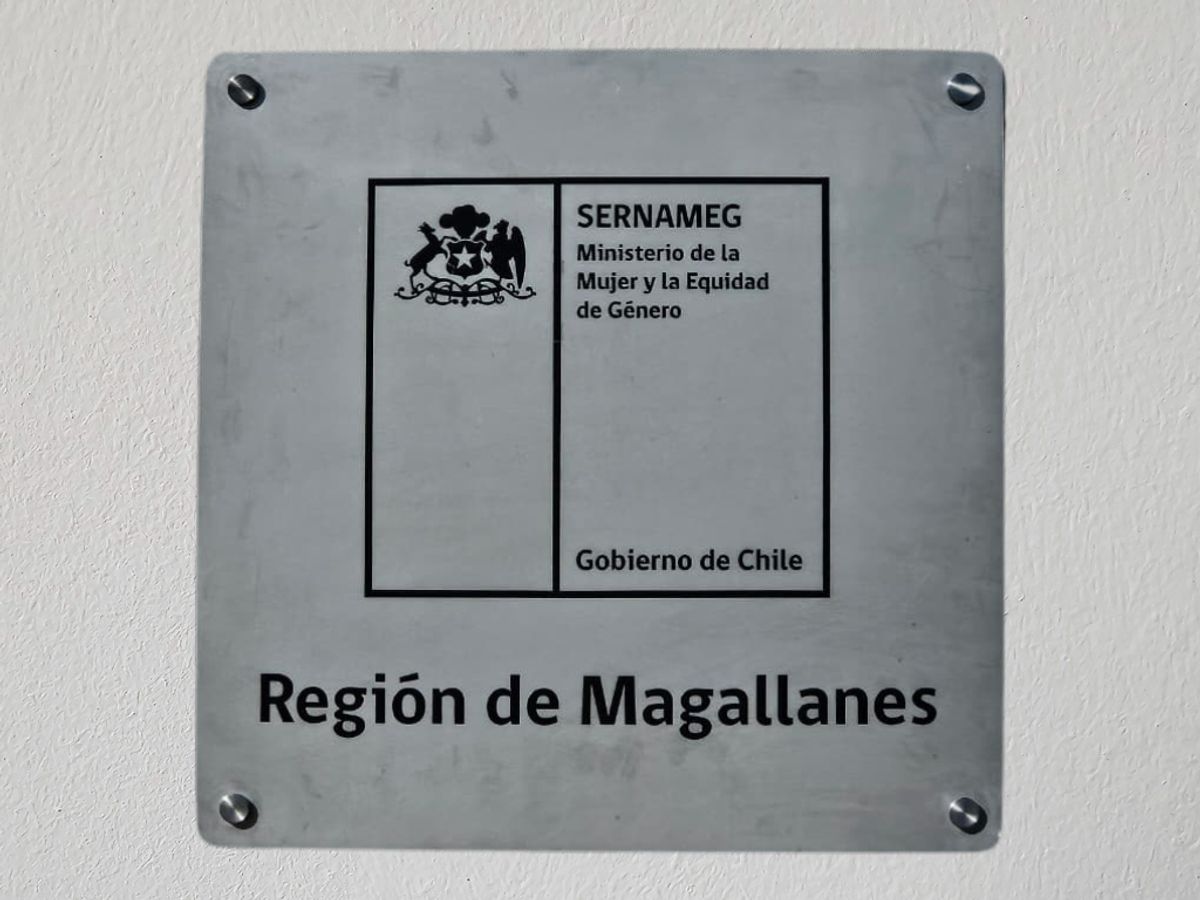 SERNAMEG
Ministerio de la
Mujer y la Equidad
de Género
Gobierno de Chile
Región de Magallanes